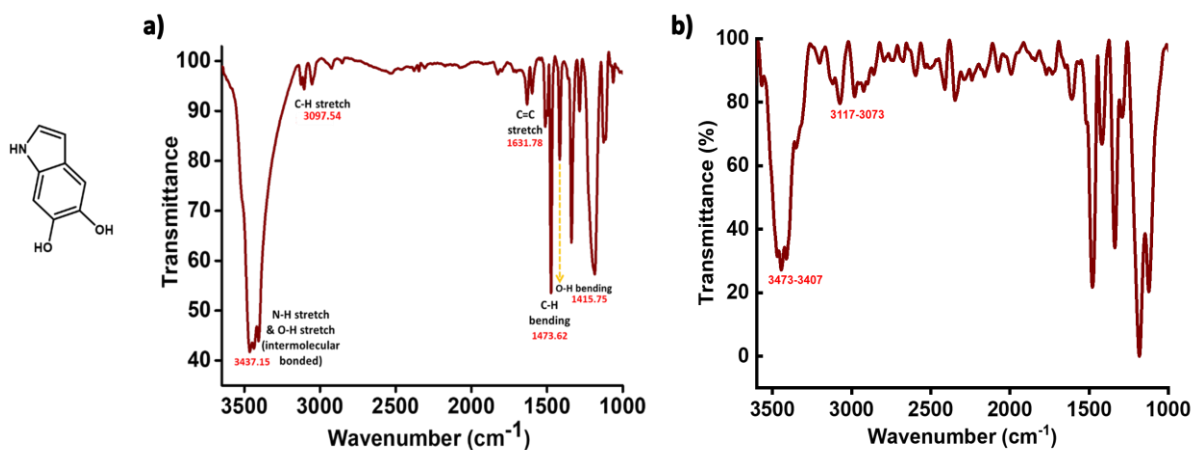 HN
HO
OH
a)
100
90
80
70
60
50
40
Transmittance
C-H stretch
3097.54
C=C
stretch
1631.78
N-H stretch
& O-H stretch
(intermolecular
bonded)
3437.15
O-H bending
1415.75
C-H
bending
1473.62
3500 3000 2500 2000 1500 1000
Wavenumber (cm-1)
b)
100
80
60
40
20
0
Transmittance (%)
3117-3073
3473-3407
3500 3000 2500 2000 1500 1000
Wavenumber (cm-1)